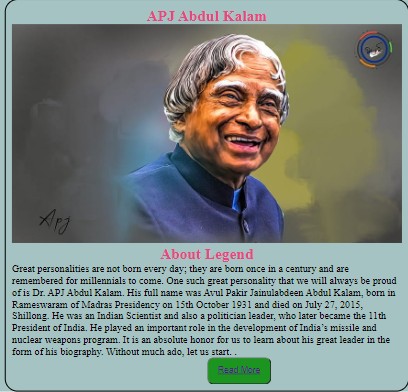 APJ Abdul Kalam
Apj
About Legend
Great personalities are not born every day; they are born once in a century and are
remembered for millennials to come. One such great personality that we will always be proud
of is Dr. APJ Abdul Kalam. His full name was Avul Pakir Jainulabdeen Abdul Kalam, born in
Rameswaram of Madras Presidency on 15th October 1931 and died on July 27, 2015,
Shillong. He was an Indian Scientist and also a politician leader, who later became the 11th
President of India. He played an important role in the development of India’s missile and
nuclear weapons program. It is an absolute honor for us to learn about his great leader in the
form of his biography. Without much ado, let us start. .
Read More